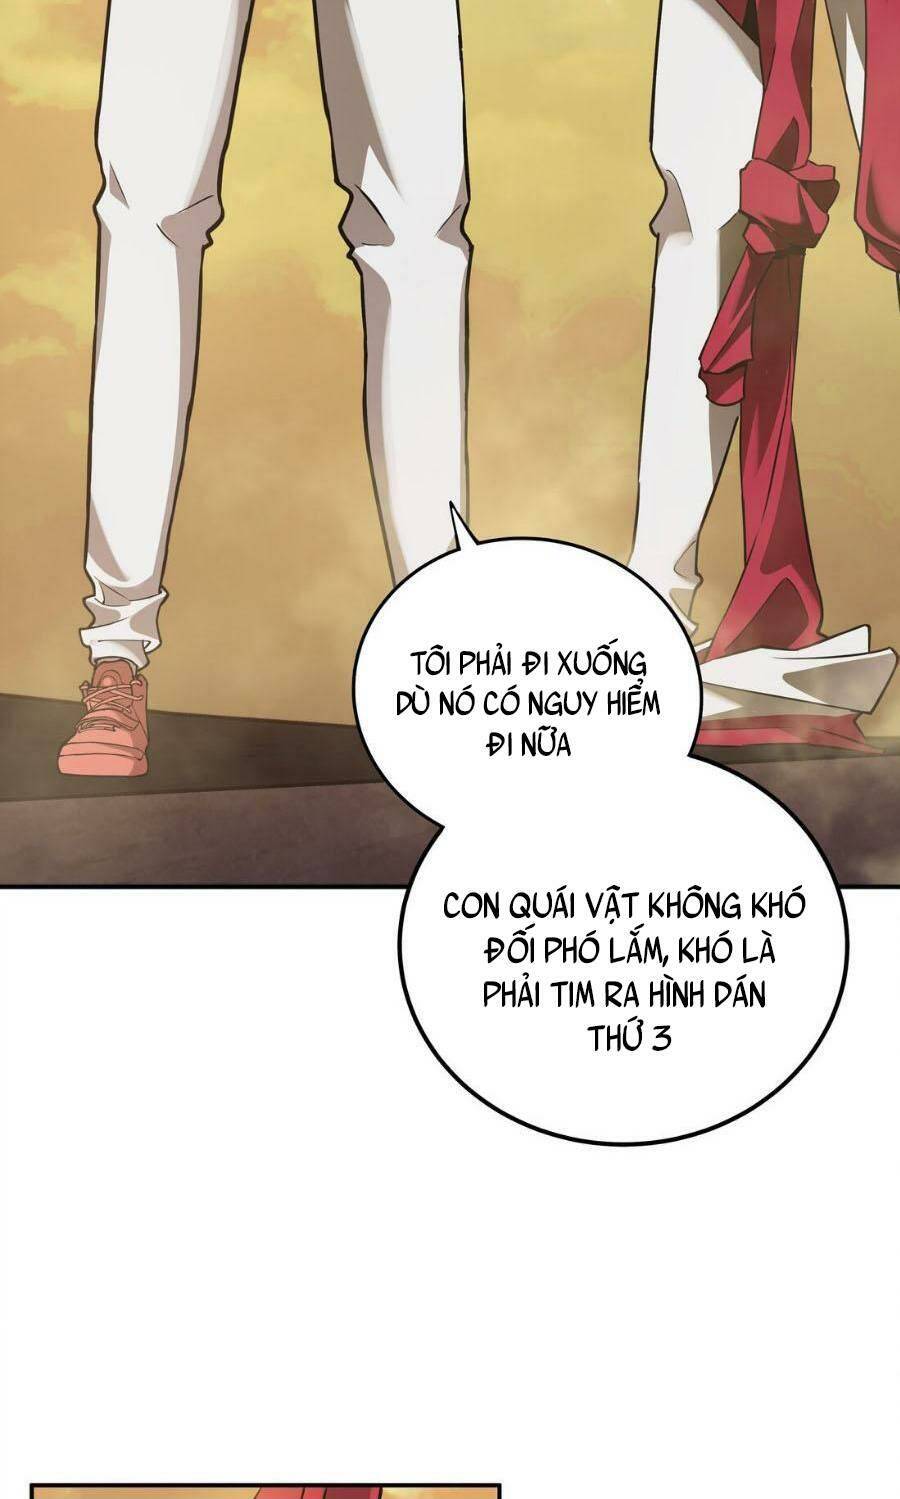 TÔI PHẢI ĐI XUỐNG
DÙ NÓ CÓ NGUY HIỂM
ĐI NỮA
CON QUÁI VẬT KHÔNG KHÓ
ĐỐI PHÓ LẮM, KHÓ LÀ
PHẢI TIM RA HÌNH DÁN
THỨ 3